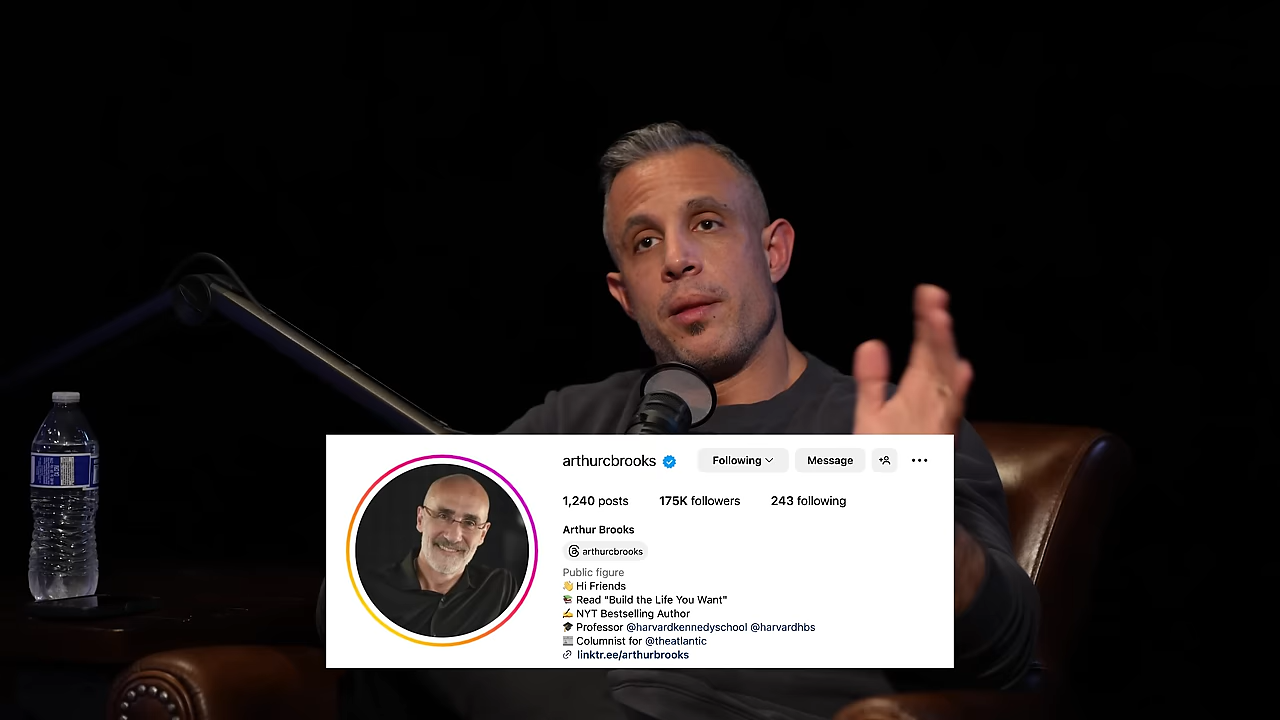 arthurcbrooks Following Message
1,240 posts 175K followers 243 following
Arthur Brooks
arthurcbrooks
Public figure
👋 Hi Friends
📚 Read "Build the Life You Want"
✍️ NYT Bestselling Author
🎓 Professor @harvardkennedyschool @harvardhbs
📰 Columnist for @theatlantic
linktr.ee/arthurbrooks